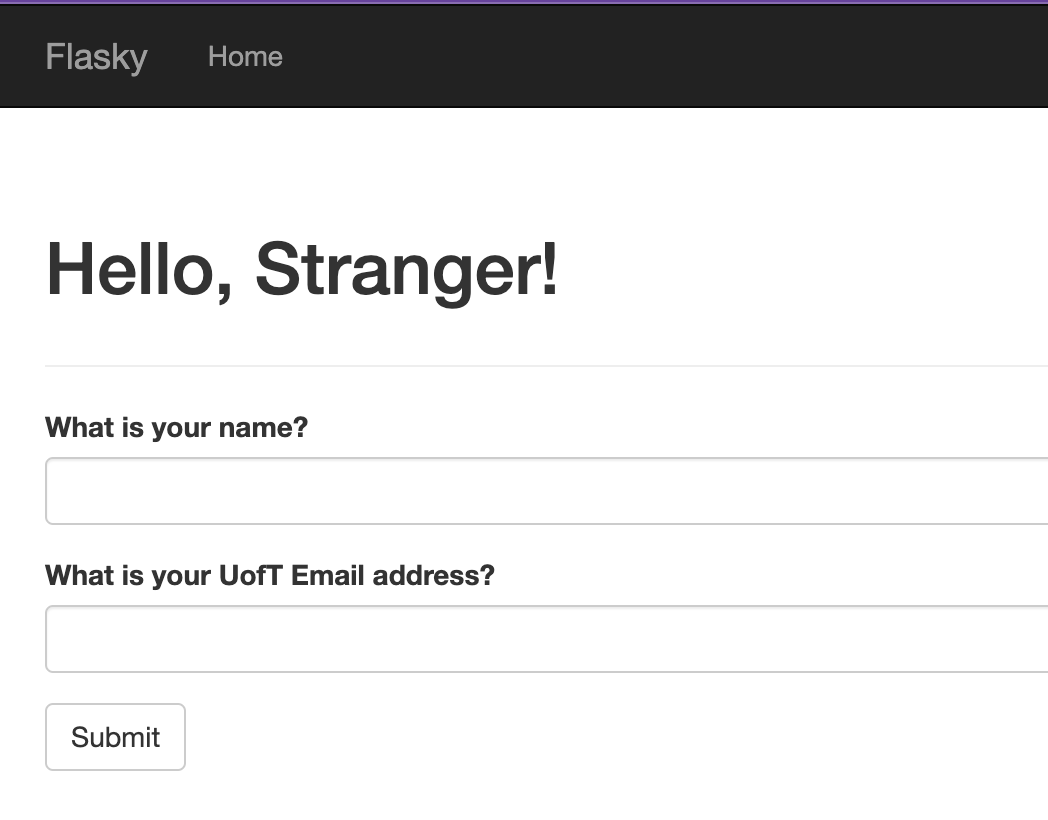 Flasky Home
Hello, Stranger!
What is your name?
What is your UofT Email address?
Submit